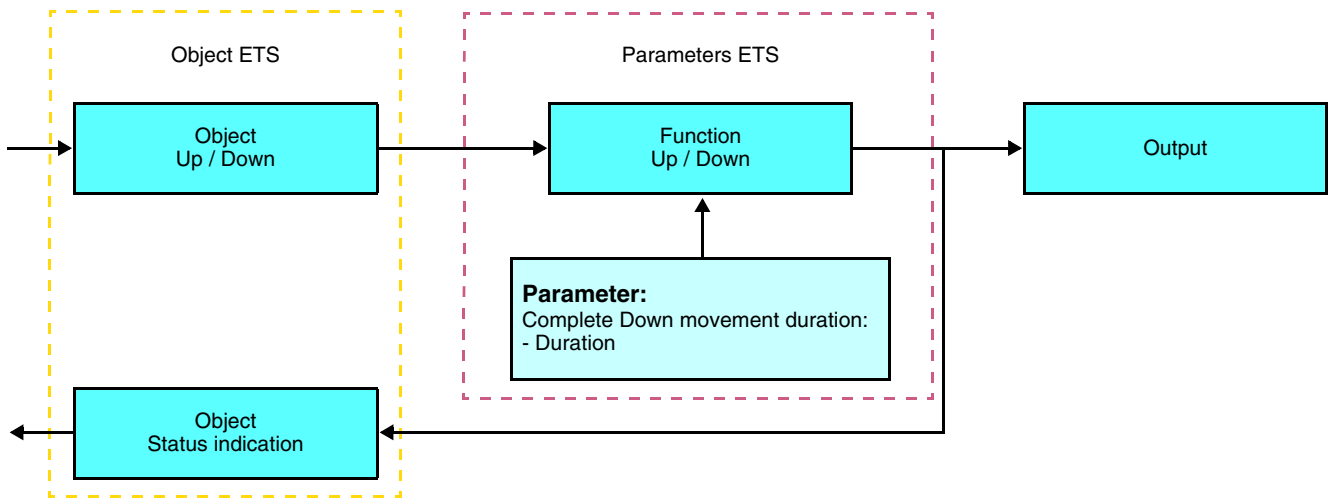 Object ETS
Parameters ETS
Object
Up / Down
Function
Up / Down
Output
Parameter:
Complete Down movement duration:
- Duration
Object
Status indication